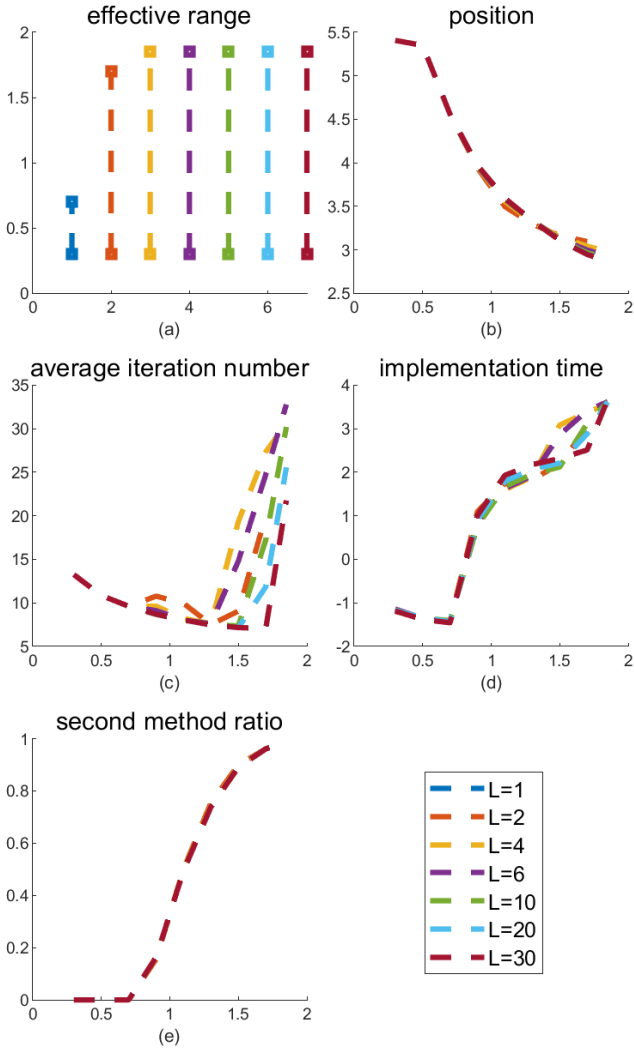 effective range
2
1.5
1
0.5
0
0 2 4 6
(a)
position
5.5
5
4.5
4
3.5
3
2.5
0 0.5 1 1.5 2
(b)
average iteration number
35
30
25
20
15
10
5
0 0.5 1 1.5 2
(c)
implementation time
4
3
2
1
0
-1
-2
0 0.5 1 1.5 2
(d)
second method ratio
1
0.8
0.6
0.4
0.2
0
0 0.5 1 1.5 2
(e)
L=1
L=2
L=4
L=6
L=10
L=20
L=30